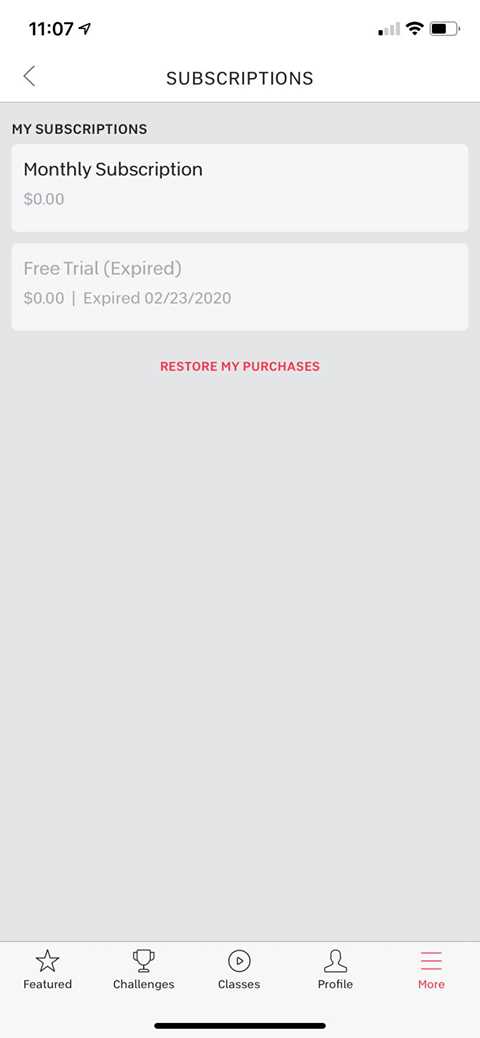 11:07
SUBSCRIPTIONS
MY SUBSCRIPTIONS
Monthly Subscription
$0.00
Free Trial (Expired)
$0.00 | Expired 02/23/2020
RESTORE MY PURCHASES
Featured Challenges Classes Profile More